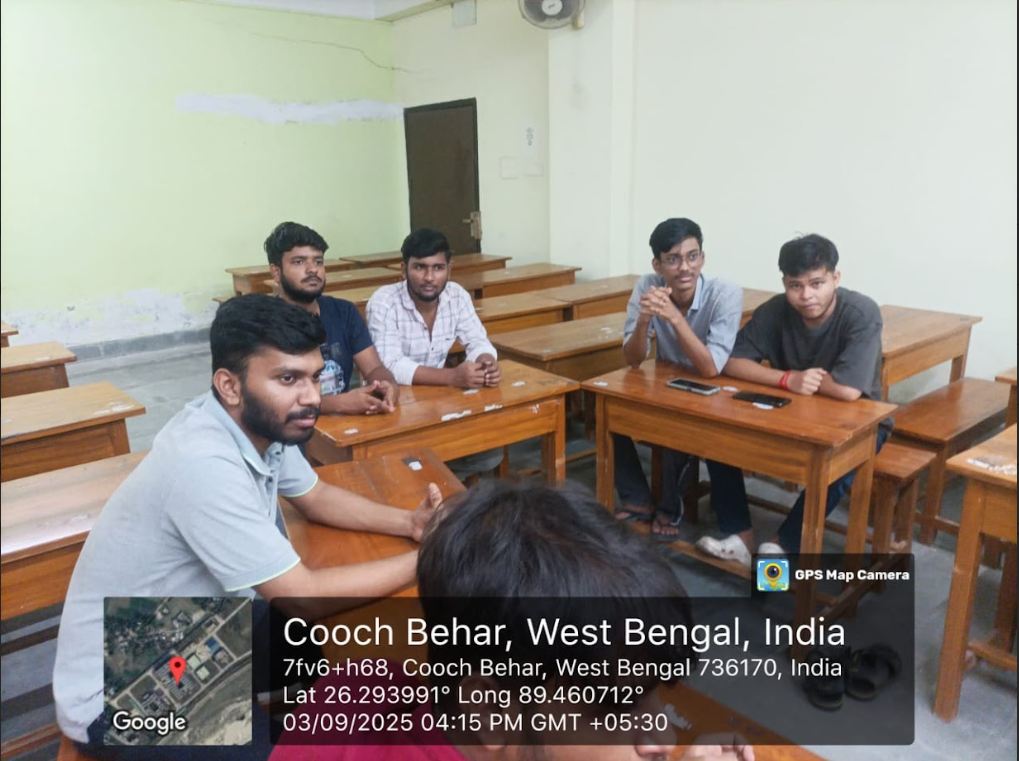 GPS Map Camera
Cooch Behar, West Bengal, India
7fv6+h68, Cooch Behar, West Bengal 736170, India
Lat 26.293991° Long 89.460712°
03/09/2025 04:15 PM GMT +05:30
Google